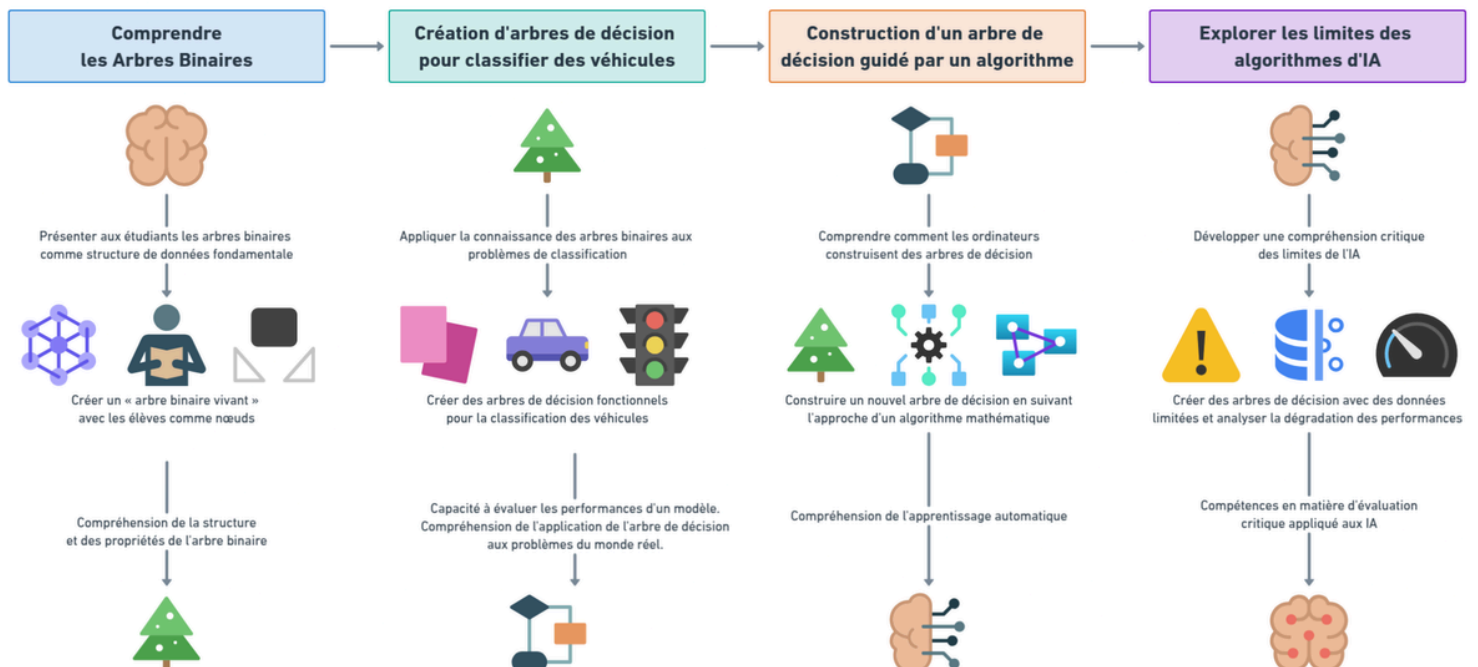 Comprendre
les Arbres Binaires
Création d'arbres de décision
pour classifier des véhicules
Construction d'un arbre de
décision guidé par un algorithme
Explorer les limites des
algorithmes d'IA
Présenter aux étudiants les arbres binaires
comme structure de données fondamentale
Appliquer la connaissance des arbres binaires aux
problèmes de classification
Comprendre comment les ordinateurs
construisent des arbres de décision
Développer une compréhension critique
des limites de l'IA
Créer un « arbre binaire vivant »
avec les élèves comme nœuds
Créer des arbres de décision fonctionnels
pour la classification des véhicules
Construire un nouvel arbre de décision en suivant
l'approche d'un algorithme mathématique
Créer des arbres de décision avec des données
limitées et analyser la dégradation des performances
Compréhension de la structure
et des propriétés de l'arbre binaire
Capacité à évaluer les performances d'un modèle.
Compréhension de l'application de l'arbre de décision
aux problèmes du monde réel.
Compréhension de l'apprentissage automatique
Compétences en matière d'évaluation
critique appliqué aux IA